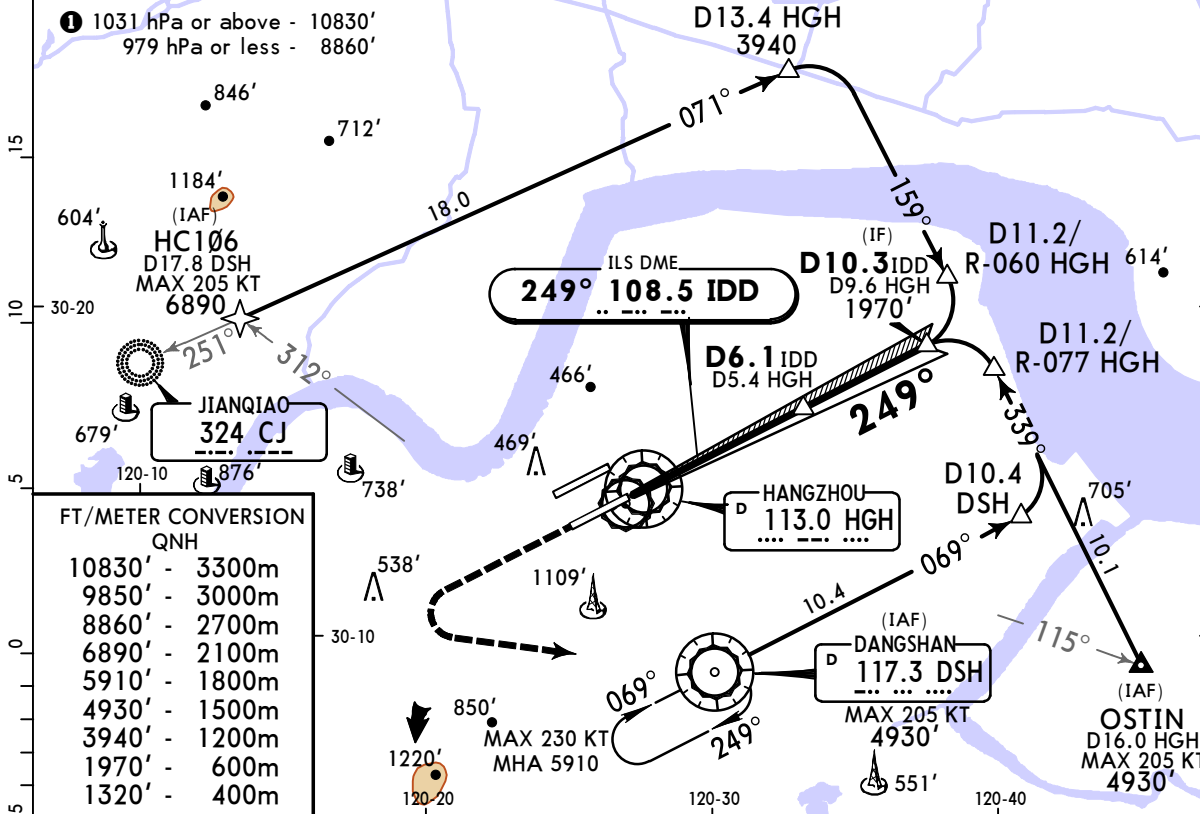 ❶ 1031 hPa or above - 10830′
979 hPa or less - 8860′
D13.4 HGH
3940
846′
712′
071°
15
1184′
18.0
159°
604′
(IAF)
HC106
D17.8 DSH
MAX 205 KT
6890
(IF)
D10.3IDD
D9.6 HGH
1970′
D11.2/
R-060 HGH
614′
ILS DME
249° 108.5 IDD
10
30-20
251°
312°
D6.1IDD
D5.4 HGH
D11.2/
R-077 HGH
466′
249°
JIANQIAO
324 CJ
679′
469′
339°
120-10
876′
738′
5
D10.4
DSH
705′
HANGZHOU
D 113.0 HGH
FT/METER CONVERSION
QNH
10830′ - 3300m
9850′ - 3000m
8860′ - 2700m
6890′ - 2100m
5910′ - 1800m
4930′ - 1500m
3940′ - 1200m
1970′ - 600m
1320′ - 400m
538′
1109′
069°
10.4
10.1
30-10
0
(IAF)
DANGSHAN
D 117.3 DSH
MAX 205 KT
4930′
115°
069°
249°
850′
MAX 230 KT
MHA 5910
(IAF)
OSTIN
D16.0 HGH
MAX 205 KT
4930′
1220′
551′
5
120-20
120-30
120-40